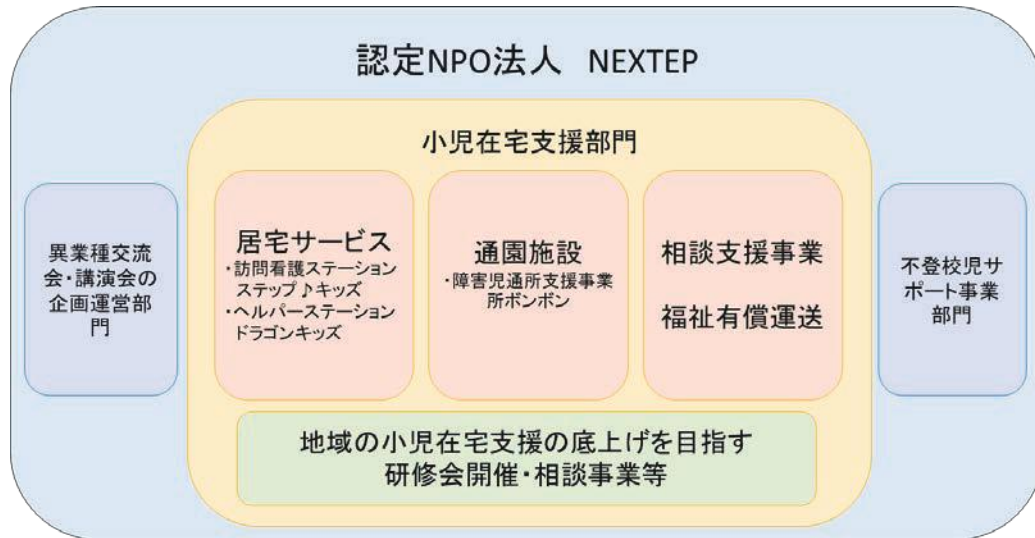 認定NPO法人　NEXTEP
小児在宅支援部門
異業種交流
会・講演会の
企画運営部
門
居宅サービス
・訪問看護ステーション
ステップ♪キッズ
・ヘルパーステーション
ドラゴンキッズ
通園施設
・障害児通所支援事業
所ボンボン
相談支援事業
福祉有償運送
不登校児サ
ポート事業
部門
地域の小児在宅支援の底上げを目指す
研修会開催・相談事業等